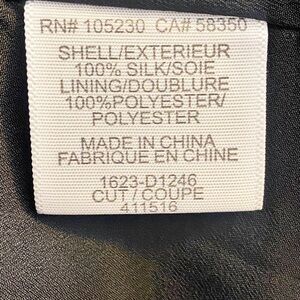 RN# 105230 CA# 58350
SHELL/EXTERIEUR
100% SILK/SOIE
LINING/DOUBLURE
100%POLYESTER/
POLYESTER
MADE IN CHINA
FABRIQUE EN CHINE
1623-D1246
CUT / COUPE
411516